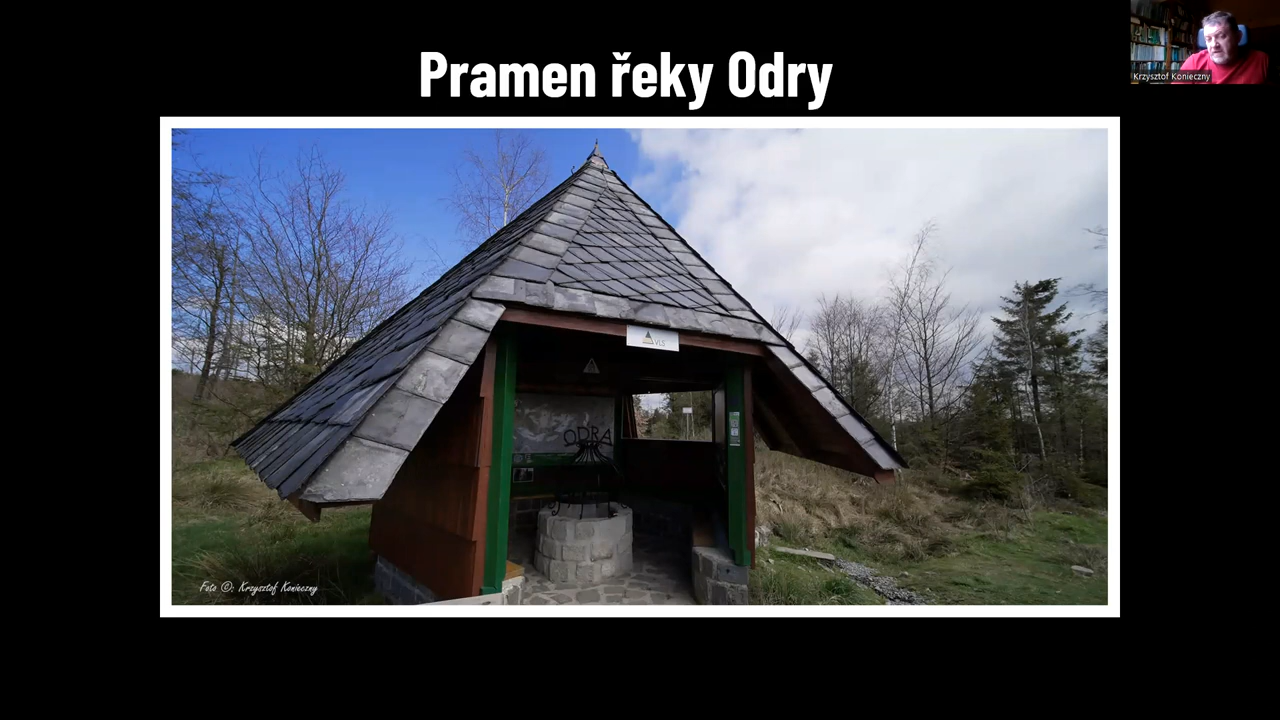 Pramen řeky Odry
Krzysztof Konieczny
VLS
ODRA
Foto ©: Krzysztof Konieczny